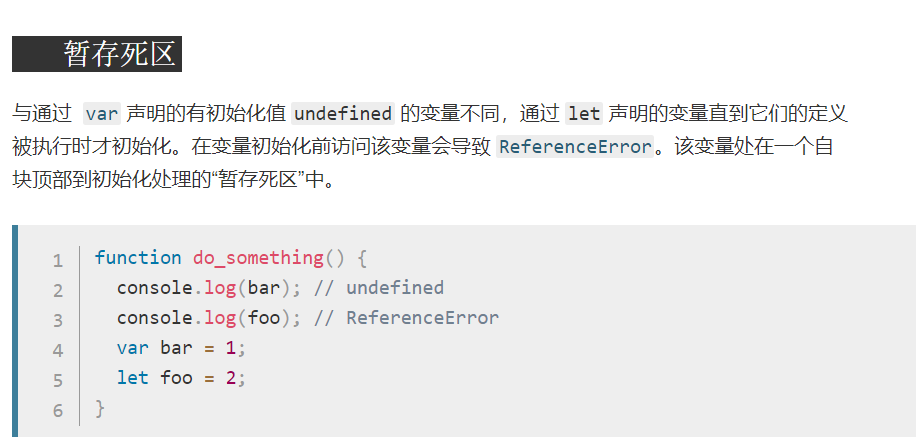 暂存死区
与通过 var 声明的有初始化值 undefined 的变量不同，通过 let 声明的变量直到它们的定义
被执行时才初始化。在变量初始化前访问该变量会导致 ReferenceError。该变量处在一个自
块顶部到初始化处理的“暂存死区”中。
1 function do_something() {
2   console.log(bar); // undefined
3   console.log(foo); // ReferenceError
4   var bar = 1;
5   let foo = 2;
6 }